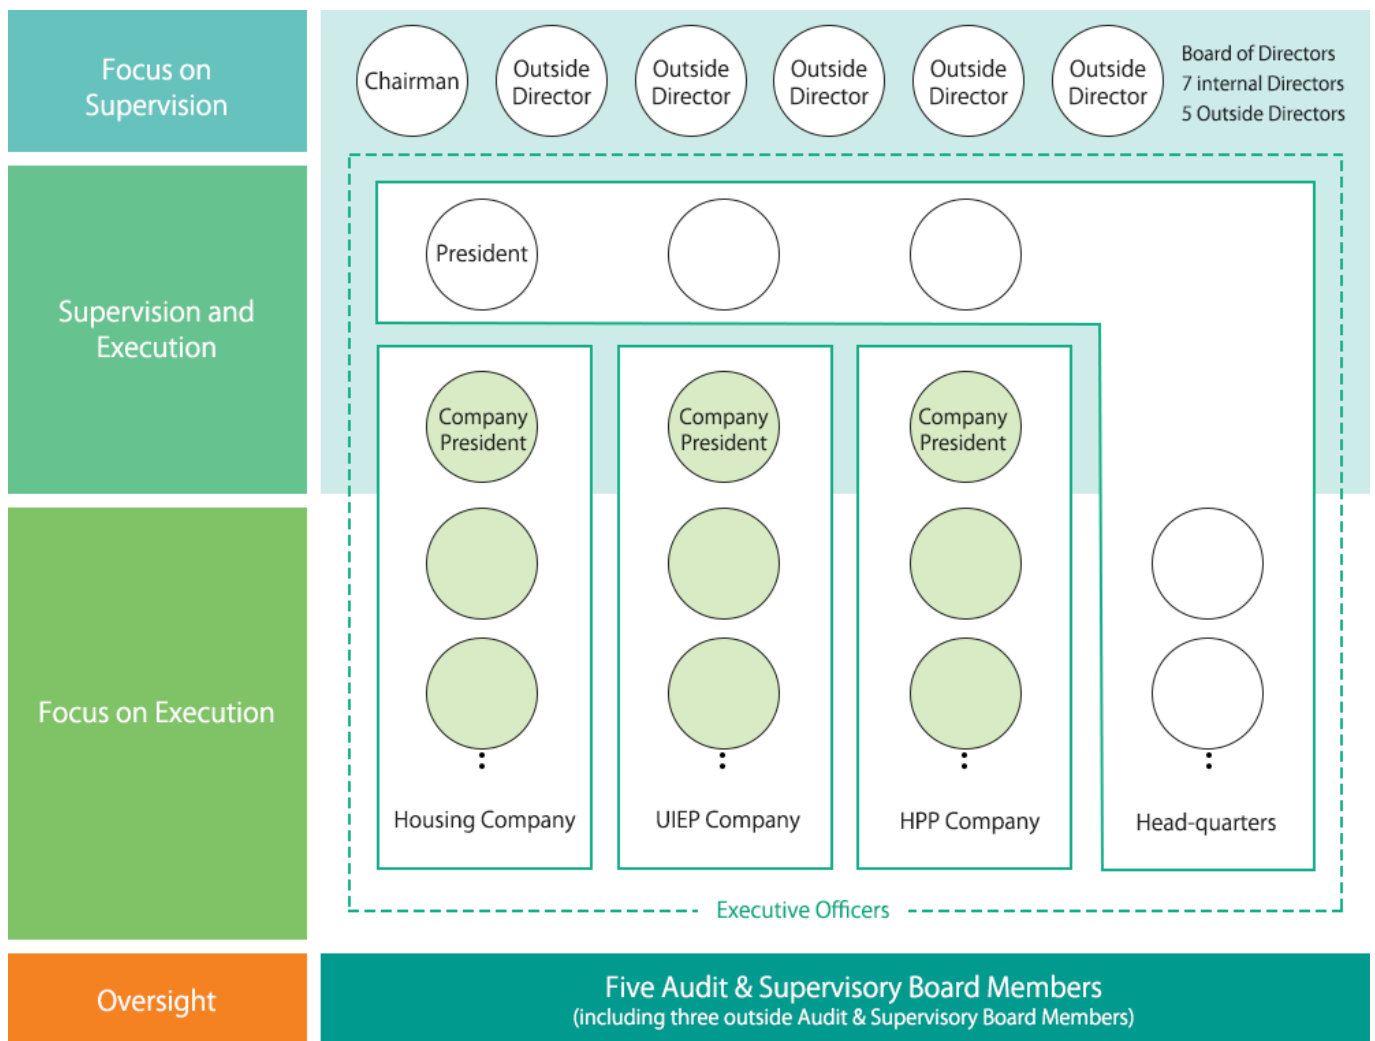 Focus on
Supervision
Chairman
Outside
Director
Outside
Director
Outside
Director
Outside
Director
Outside
Director
Board of Directors
7 internal Directors
5 Outside Directors
Supervision and
Execution
President
Company
President
Company
President
Company
President
Focus on Execution
Housing Company
UIEP Company
HPP Company
Head-quarters
Executive Officers
Oversight
Five Audit & Supervisory Board Members
(including three outside Audit & Supervisory Board Members)